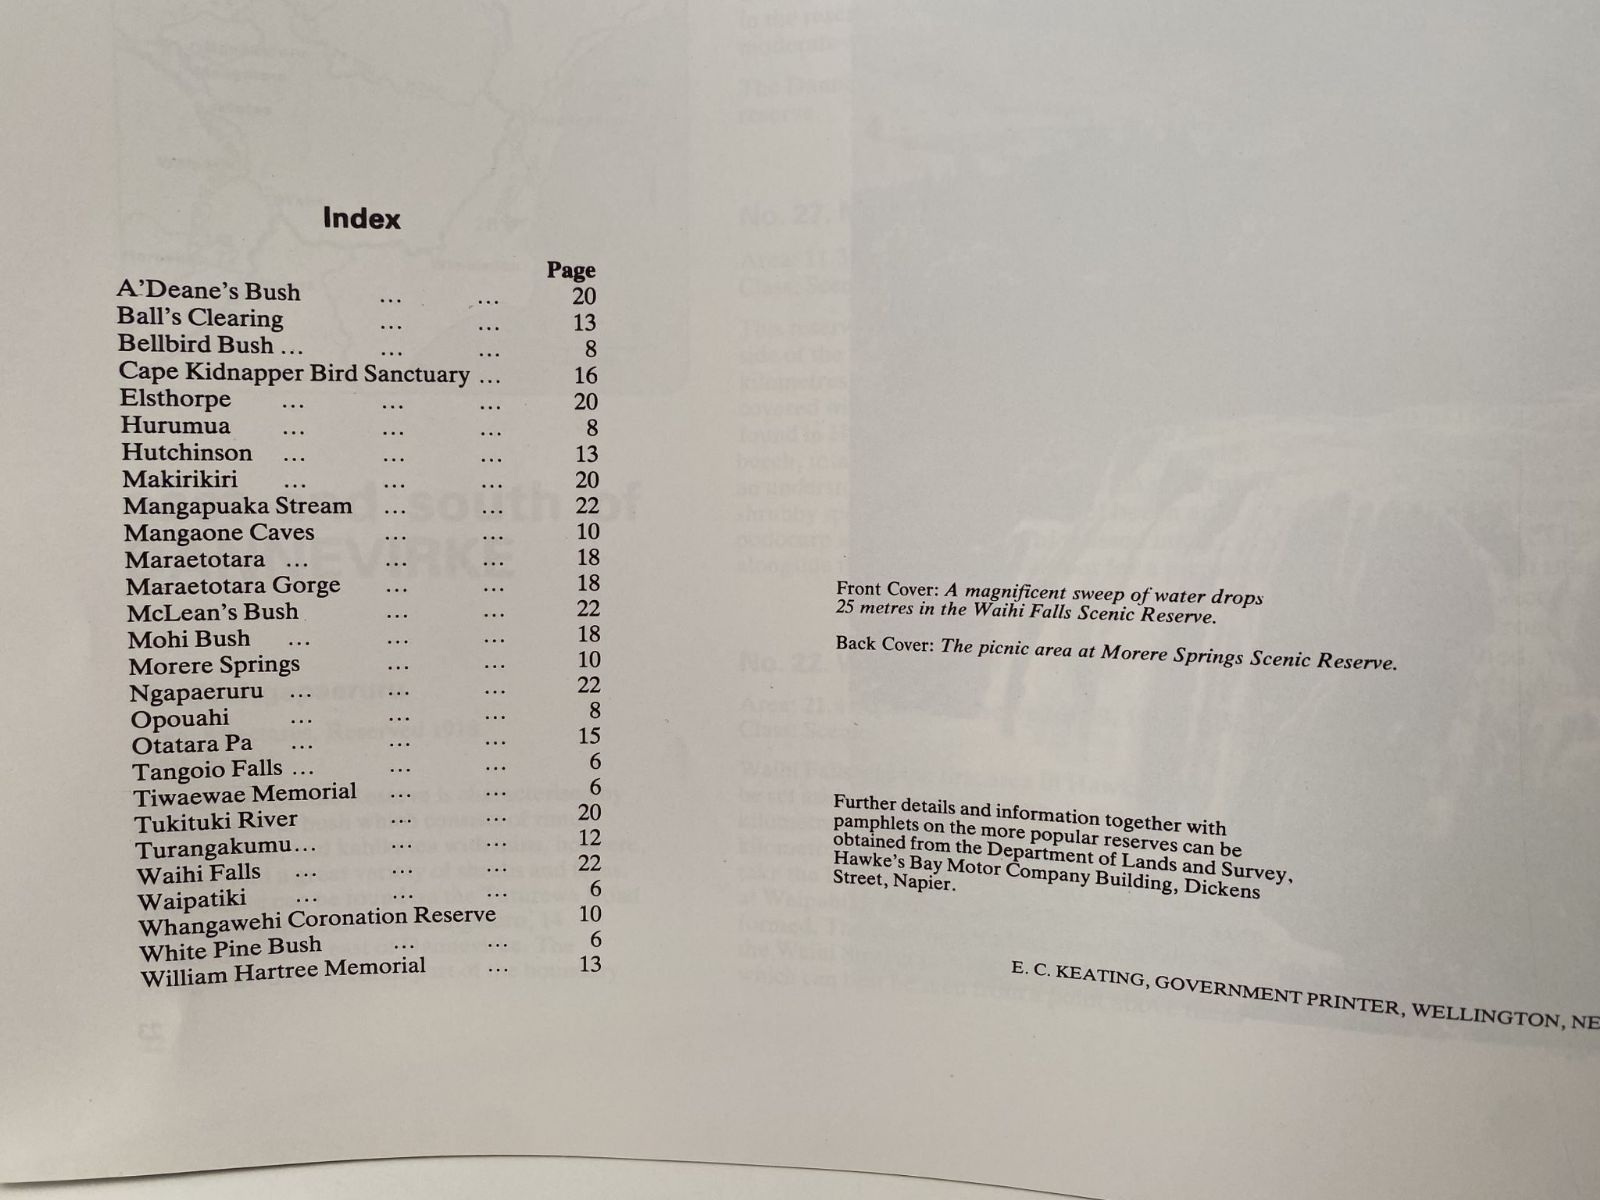 Index
Page
A'Deane's Bush ... ... 20
Ball's Clearing ... ... 13
Bellbird Bush ... ... ... 8
Cape Kidnapper Bird Sanctuary ... 16
Elsthorpe ... ... ... 20
Hurumua ... ... ... 8
Hutchinson ... ... ... 13
Makirikiri ... ... ... 20
Mangapuaka Stream ... ... 22
Mangaone Caves ... ... 10
Maraetotara ... ... ... 18
Maraetotara Gorge ... ... 18
McLean's Bush ... ... 22
Mohi Bush ... ... ... 18
Morere Springs ... ... 10
Ngapaeruru ... ... ... 22
Opouahi ... ... ... 8
Otatara Pa ... ... ... 15
Tangoio Falls ... ... ... 6
Tiwaewae Memorial ... ... 6
Tukituki River ... ... 20
Turangakumu ... ... ... 12
Waihi Falls ... ... ... 22
Waipatiki ... ... ... 6
Whangawehi Coronation Reserve 10
White Pine Bush ... ... 6
William Hartree Memorial ... 13
Front Cover: A magnificent sweep of water drops
25 metres in the Waihi Falls Scenic Reserve.
Back Cover: The picnic area at Morere Springs Scenic Reserve.
Further details and information together with
pamphlets on the more popular reserves can be
obtained from the Department of Lands and Survey,
Hawke's Bay Motor Company Building, Dickens
Street, Napier.
E. C. KEATING, GOVERNMENT PRINTER, WELLINGTON, NE